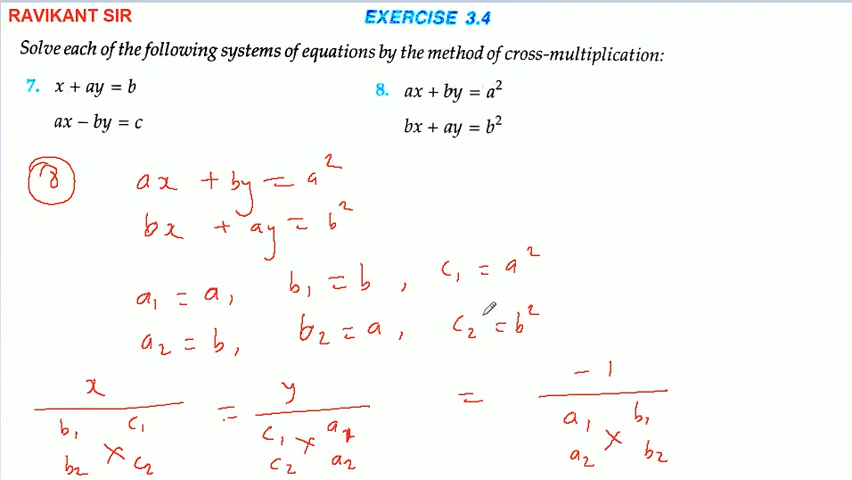 RAVIKANT SIR
EXERCISE 3.4
Solve each of the following systems of equations by the method of cross-multiplication:
7. x + ay = b
ax − by = c
8. ax + by = a²
bx + ay = b²
8 ax + by = a²
bx + ay = b²
a₁ = a, b₁ = b, c₁ = a²
a₂ = b, b₂ = a, c₂ = b²
x = y = −1
b₁ c₁ c₁ a₁ a₁ b₁
× × ×
b₂ c₂ c₂ a₂ a₂ b₂